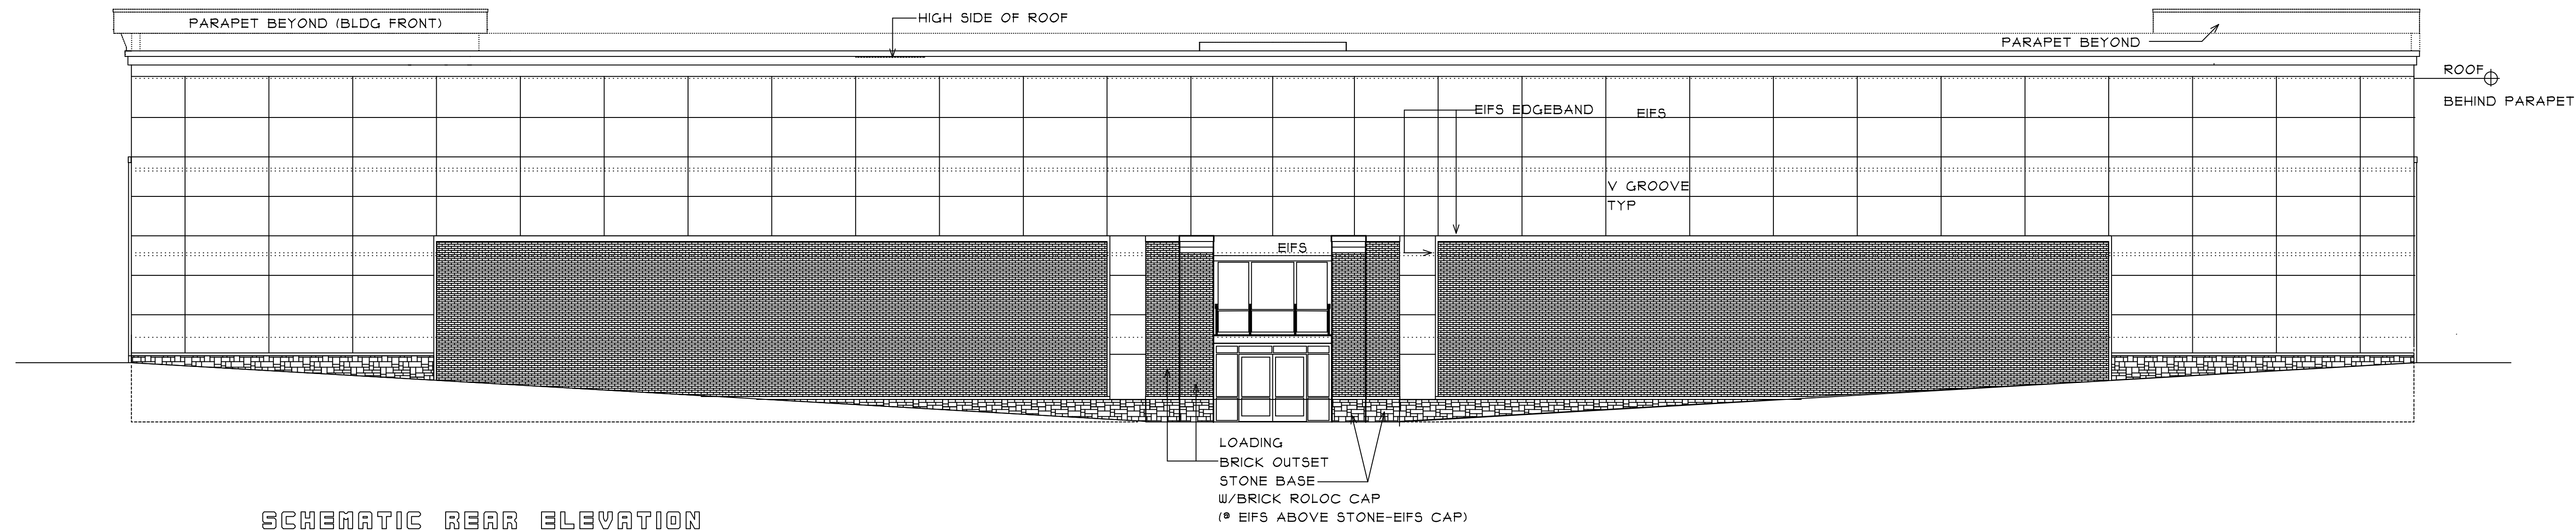 PARAPET BEYOND (BLDG FRONT)
HIGH SIDE OF ROOF
PARAPET BEYOND
ROOF
BEHIND PARAPET
EIFS EDGEBAND
EIFS
V GROOVE
TYP
EIFS
LOADING
BRICK OUTSET
STONE BASE
W/BRICK ROLOC CAP
(@ EIFS ABOVE STONE-EIFS CAP)
SCHEMATIC REAR ELEVATION